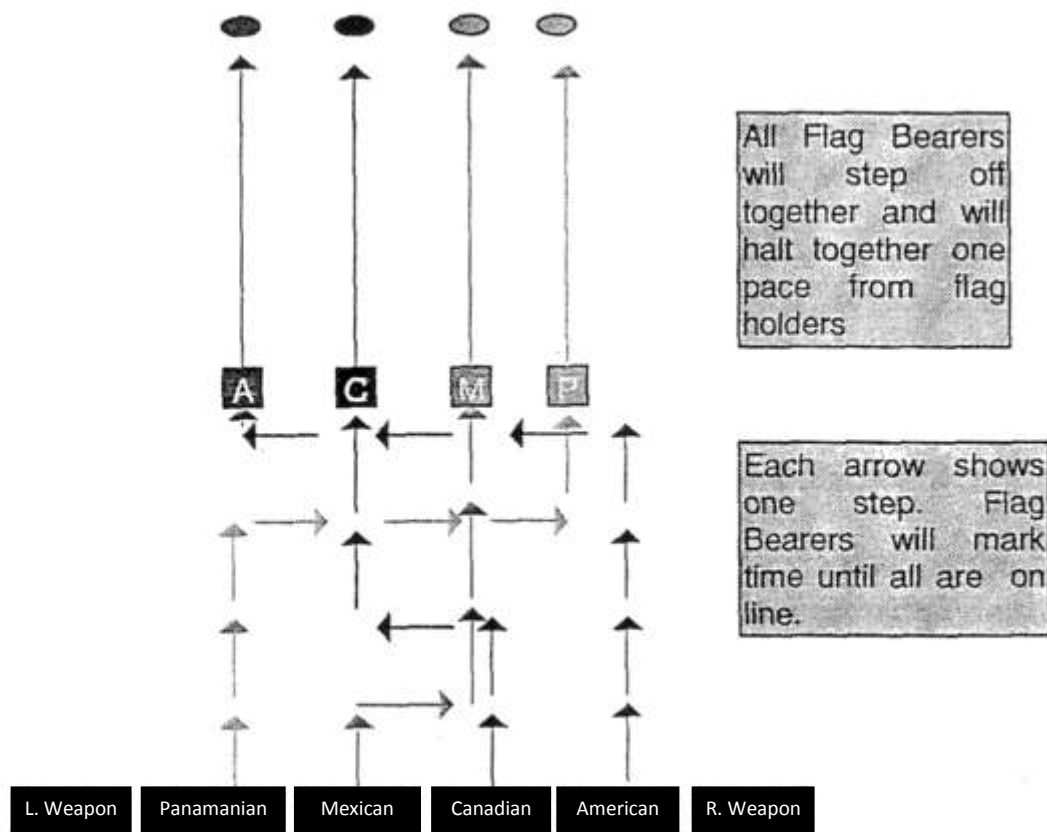 All Flag Bearers
will step off
together and will
halt together one
pace from flag
holders
A C M P
Each arrow shows
one step. Flag
Bearers will mark
time until all are on
line.
L. Weapon Panamanian Mexican Canadian American R. Weapon